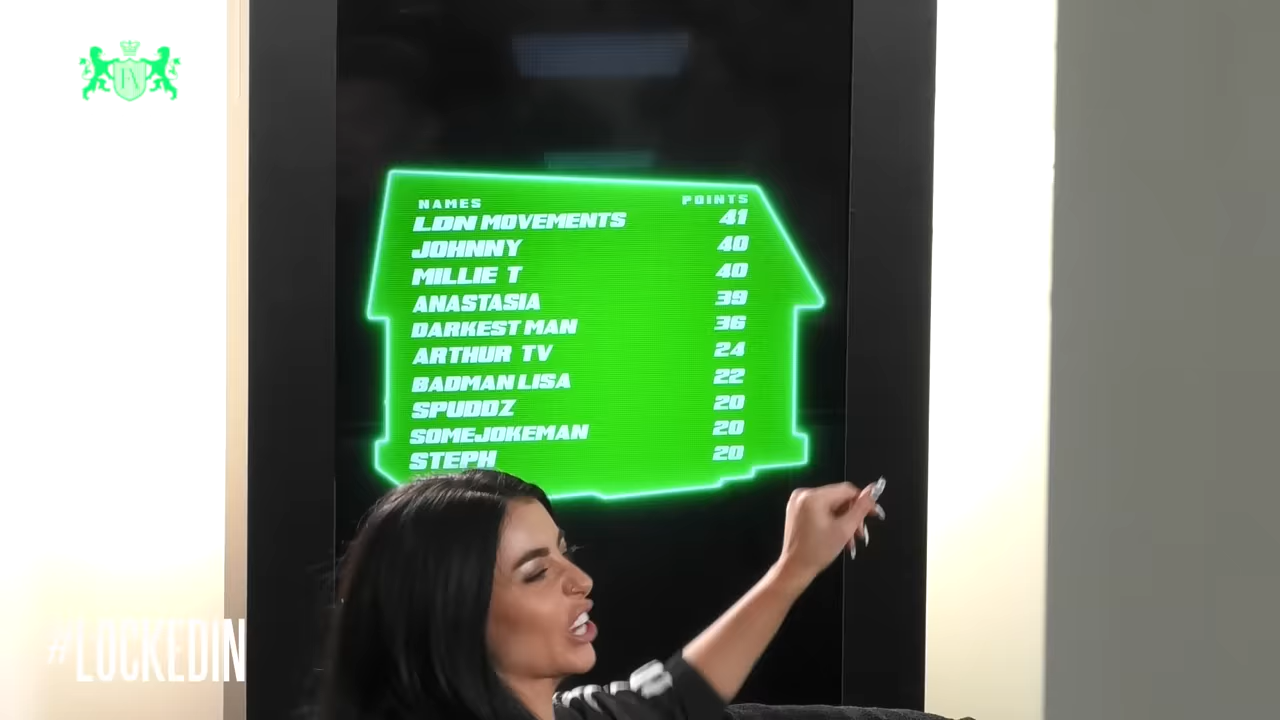 NAMES POINTS
LDN MOVEMENTS 41
JOHNNY 40
MILLIE T 40
ANASTASIA 39
DARKEST MAN 36
ARTHUR TV 24
BADMAN LISA 22
SPUDDZ 20
SOMEJOKEMAN 20
STEPH 20
#LOCKEDIN